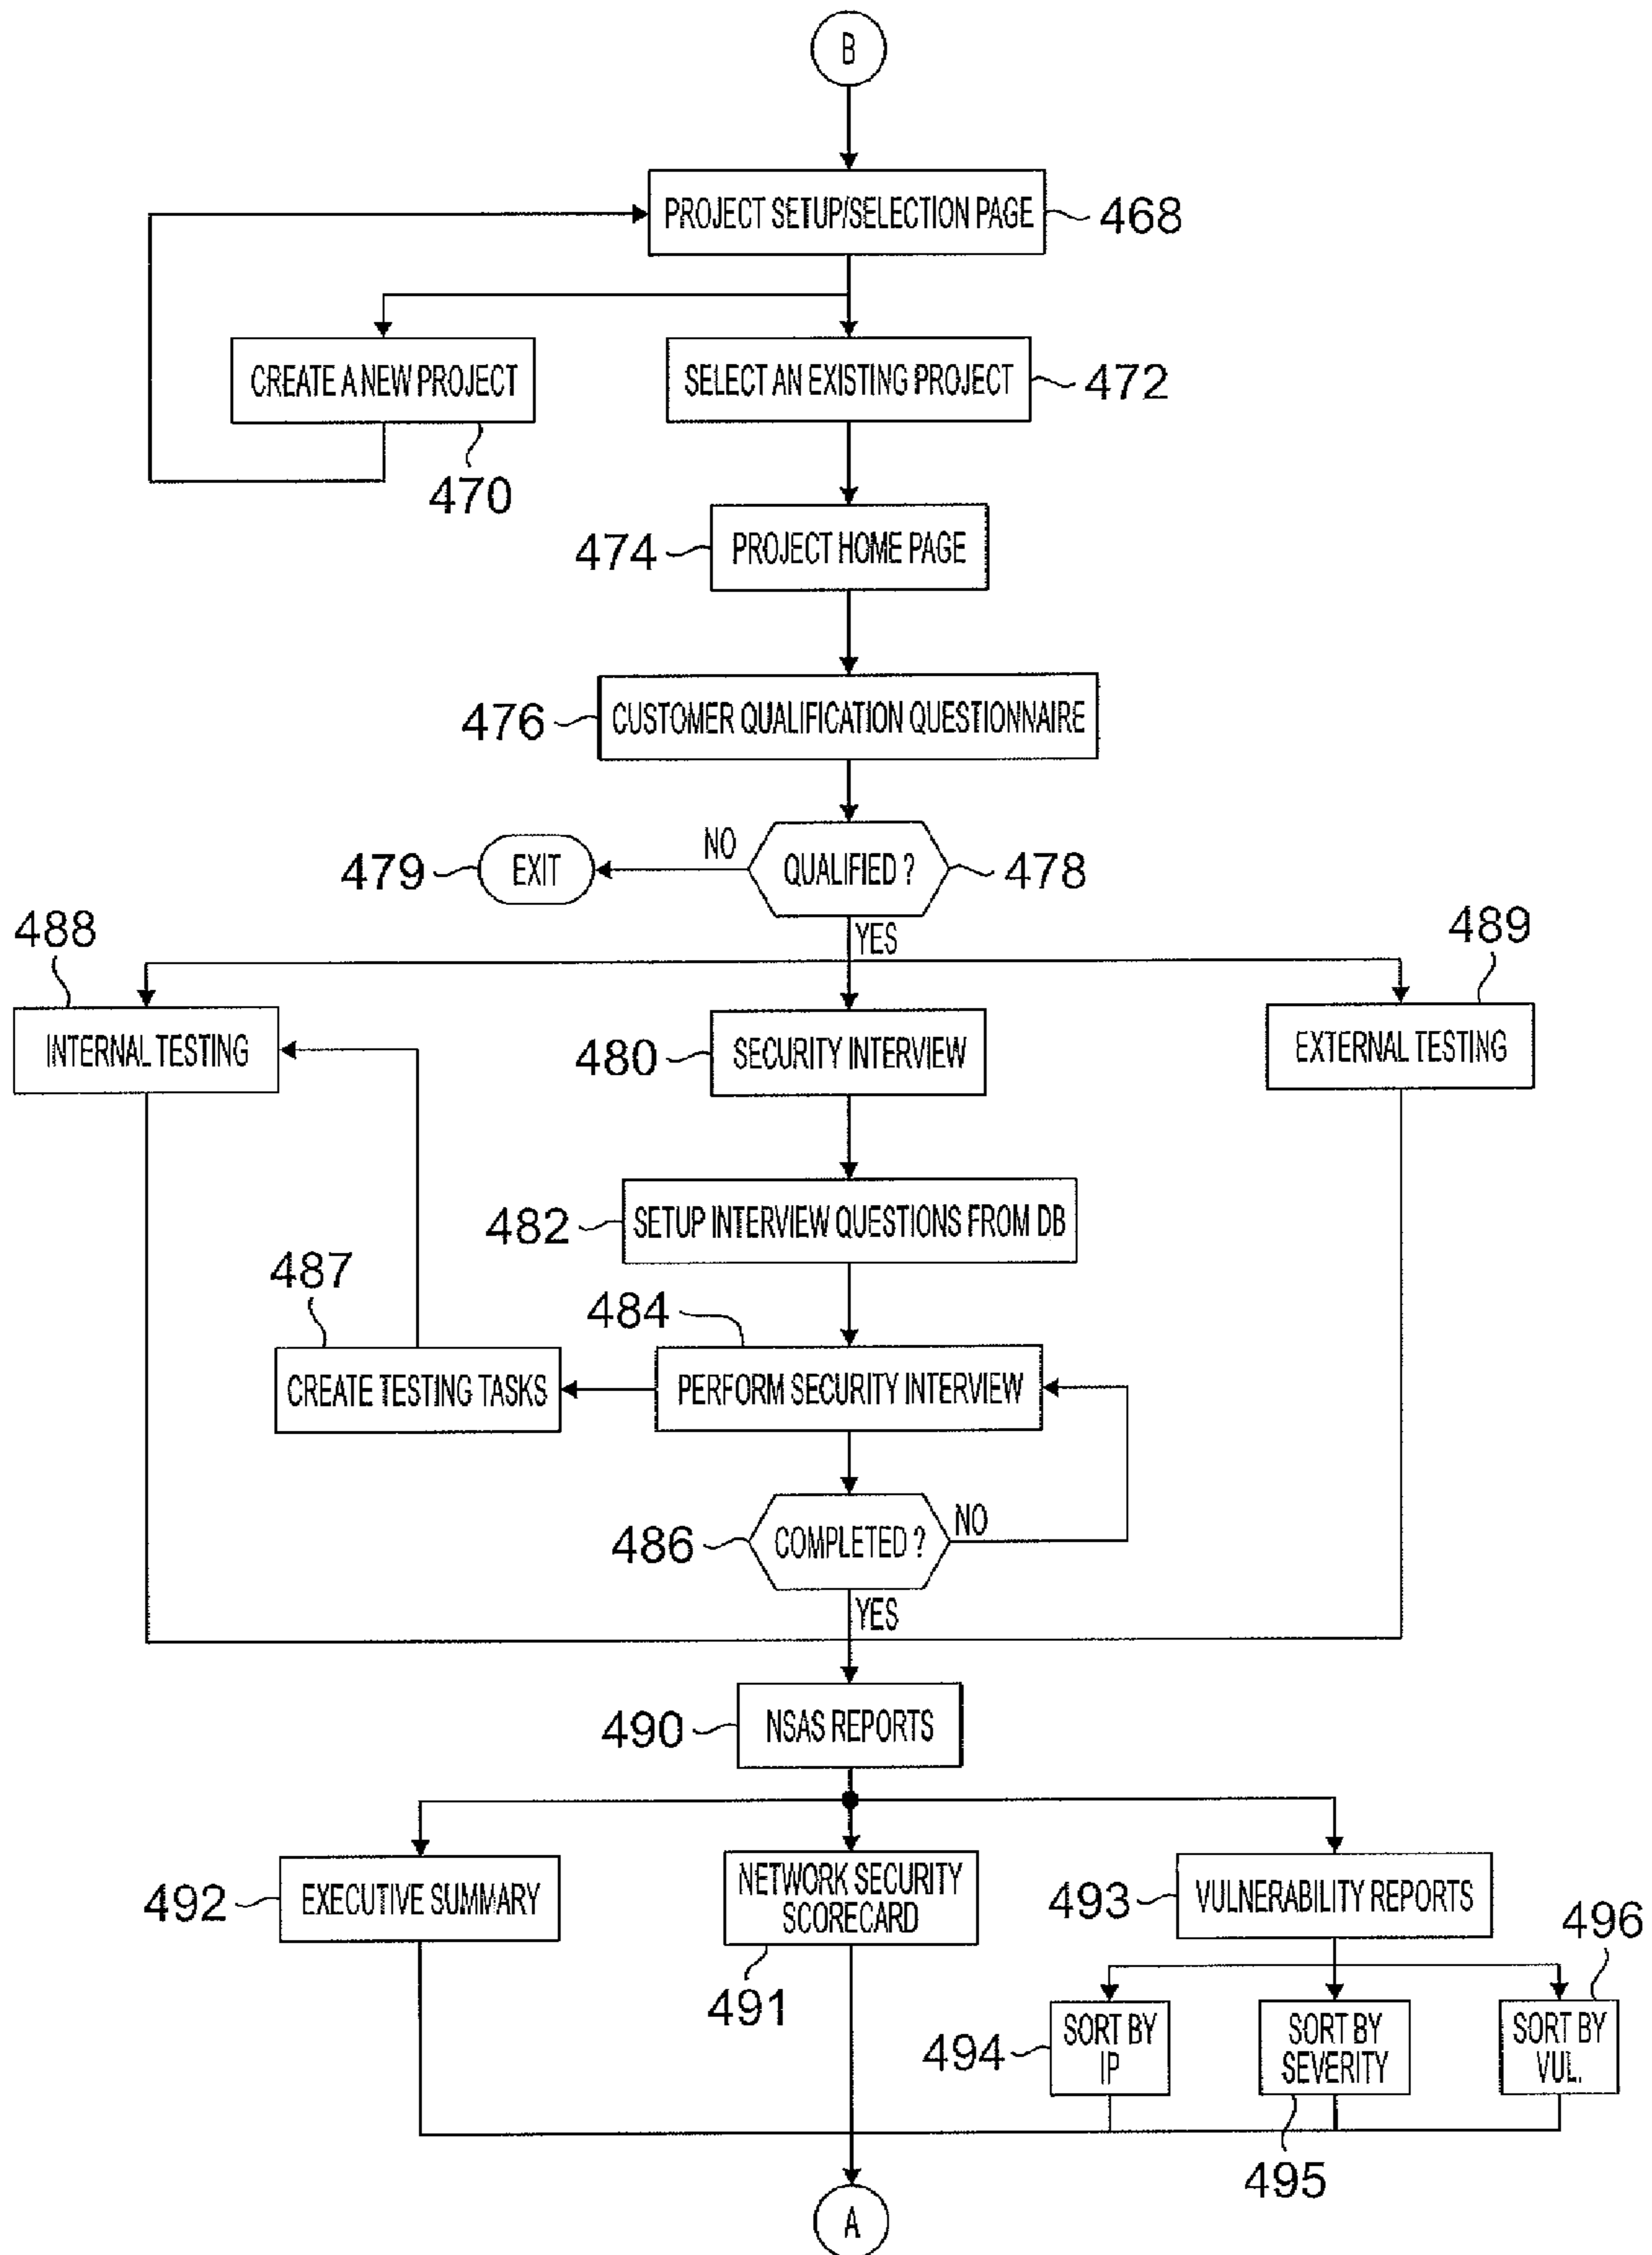 B
PROJECT SETUP/SELECTION PAGE
468
CREATE A NEW PROJECT
SELECT AN EXISTING PROJECT
472
470
474
PROJECT HOME PAGE
476
CUSTOMER QUALIFICATION QUESTIONNAIRE
479
EXIT
NO
QUALIFIED ?
478
YES
488
489
INTERNAL TESTING
480
SECURITY INTERVIEW
EXTERNAL TESTING
482
SETUP INTERVIEW QUESTIONS FROM DB
487
484
CREATE TESTING TASKS
PERFORM SECURITY INTERVIEW
486
COMPLETED ?
NO
YES
490
NSAS REPORTS
492
EXECUTIVE SUMMARY
NETWORK SECURITY
SCORECARD
491
493
VULNERABILITY REPORTS
496
494
SORT BY
IP
SORT BY
SEVERITY
SORT BY
VUL.
495
A